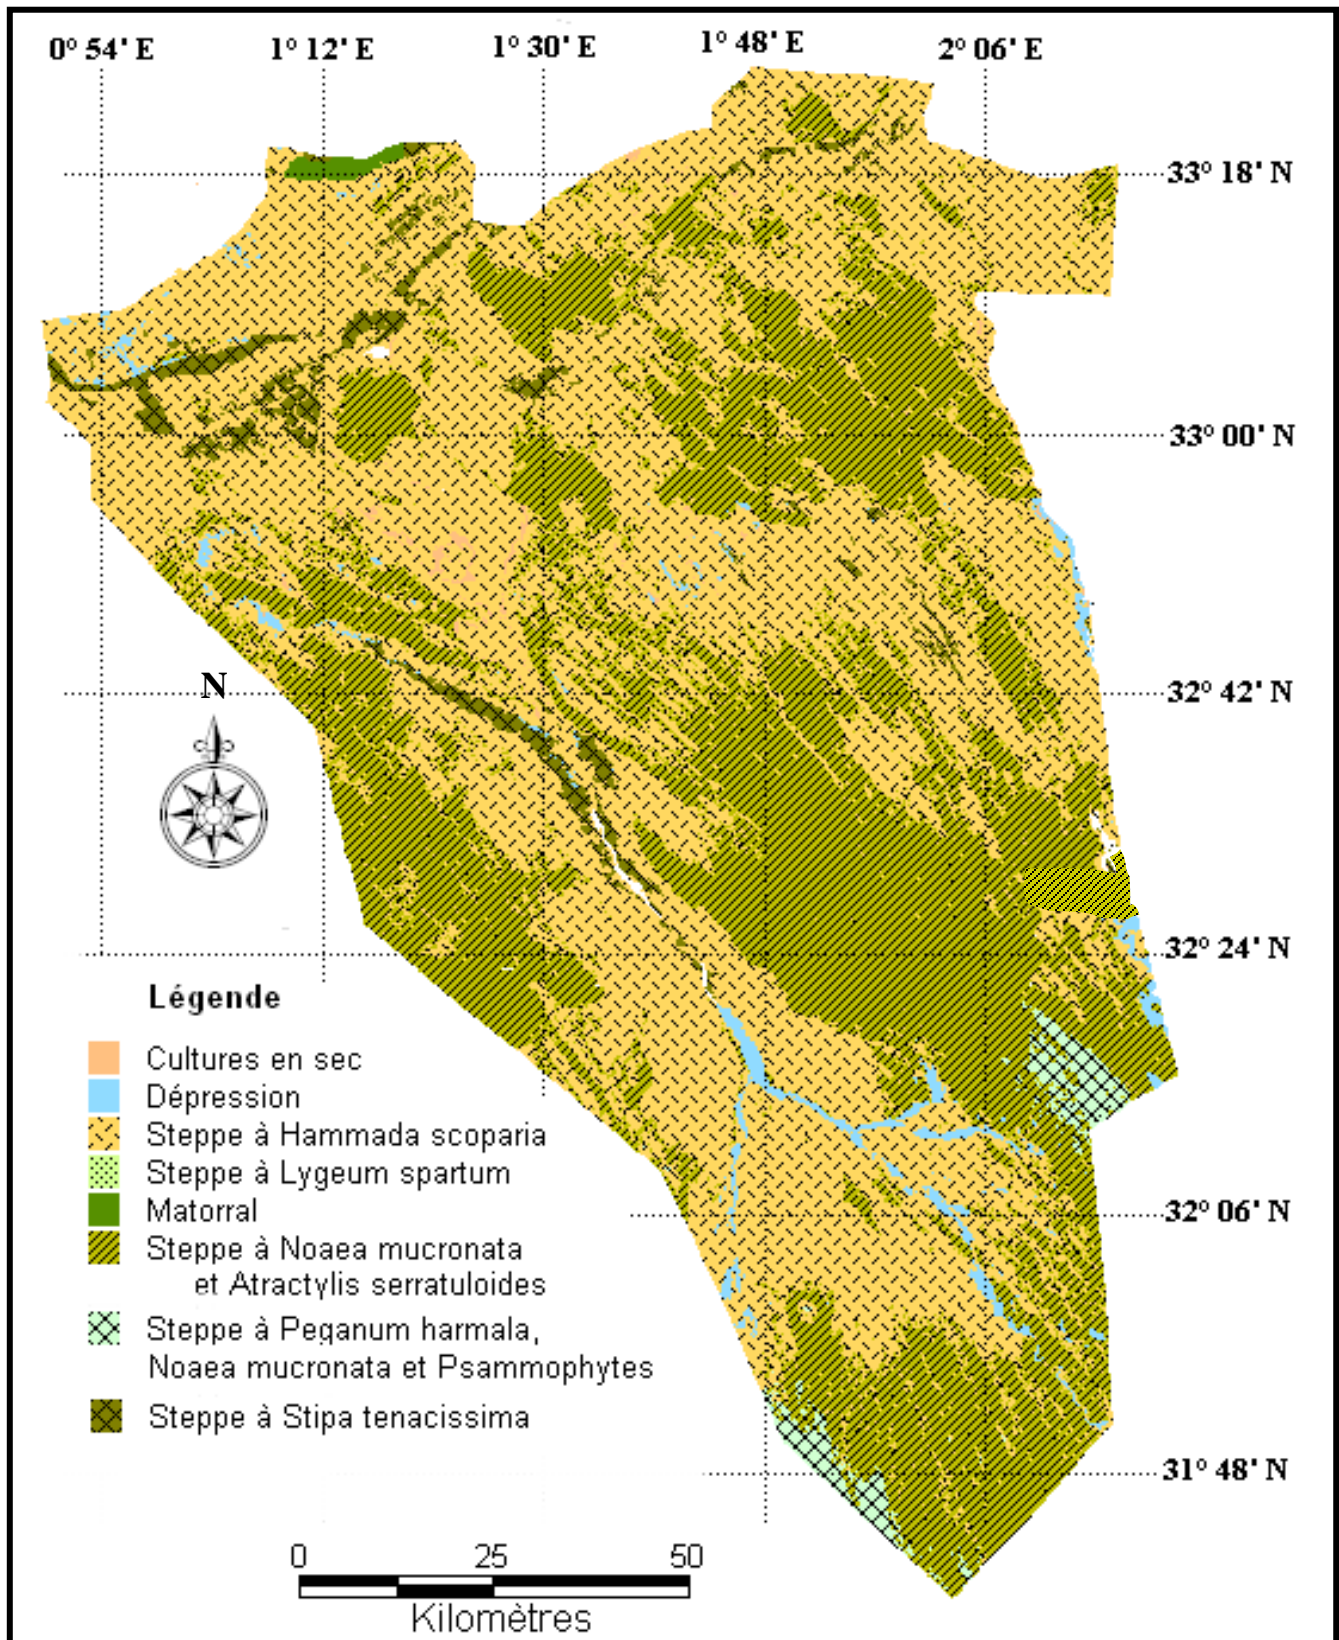 0° 54' E 1° 12' E 1° 30' E 1° 48' E 2° 06' E
33° 18' N
33° 00' N
N
32° 42' N
32° 24' N
Légende
Cultures en sec
Dépression
Steppe à Hammada scoparia
Steppe à Lygeum spartum
Matorral
32° 06' N
Steppe à Noaea mucronata
et Atractylis serratuloides
Steppe à Peganum harmala,
Noaea mucronata et Psammophytes
Steppe à Stipa tenacissima
31° 48' N
0 25 50
Kilomètres